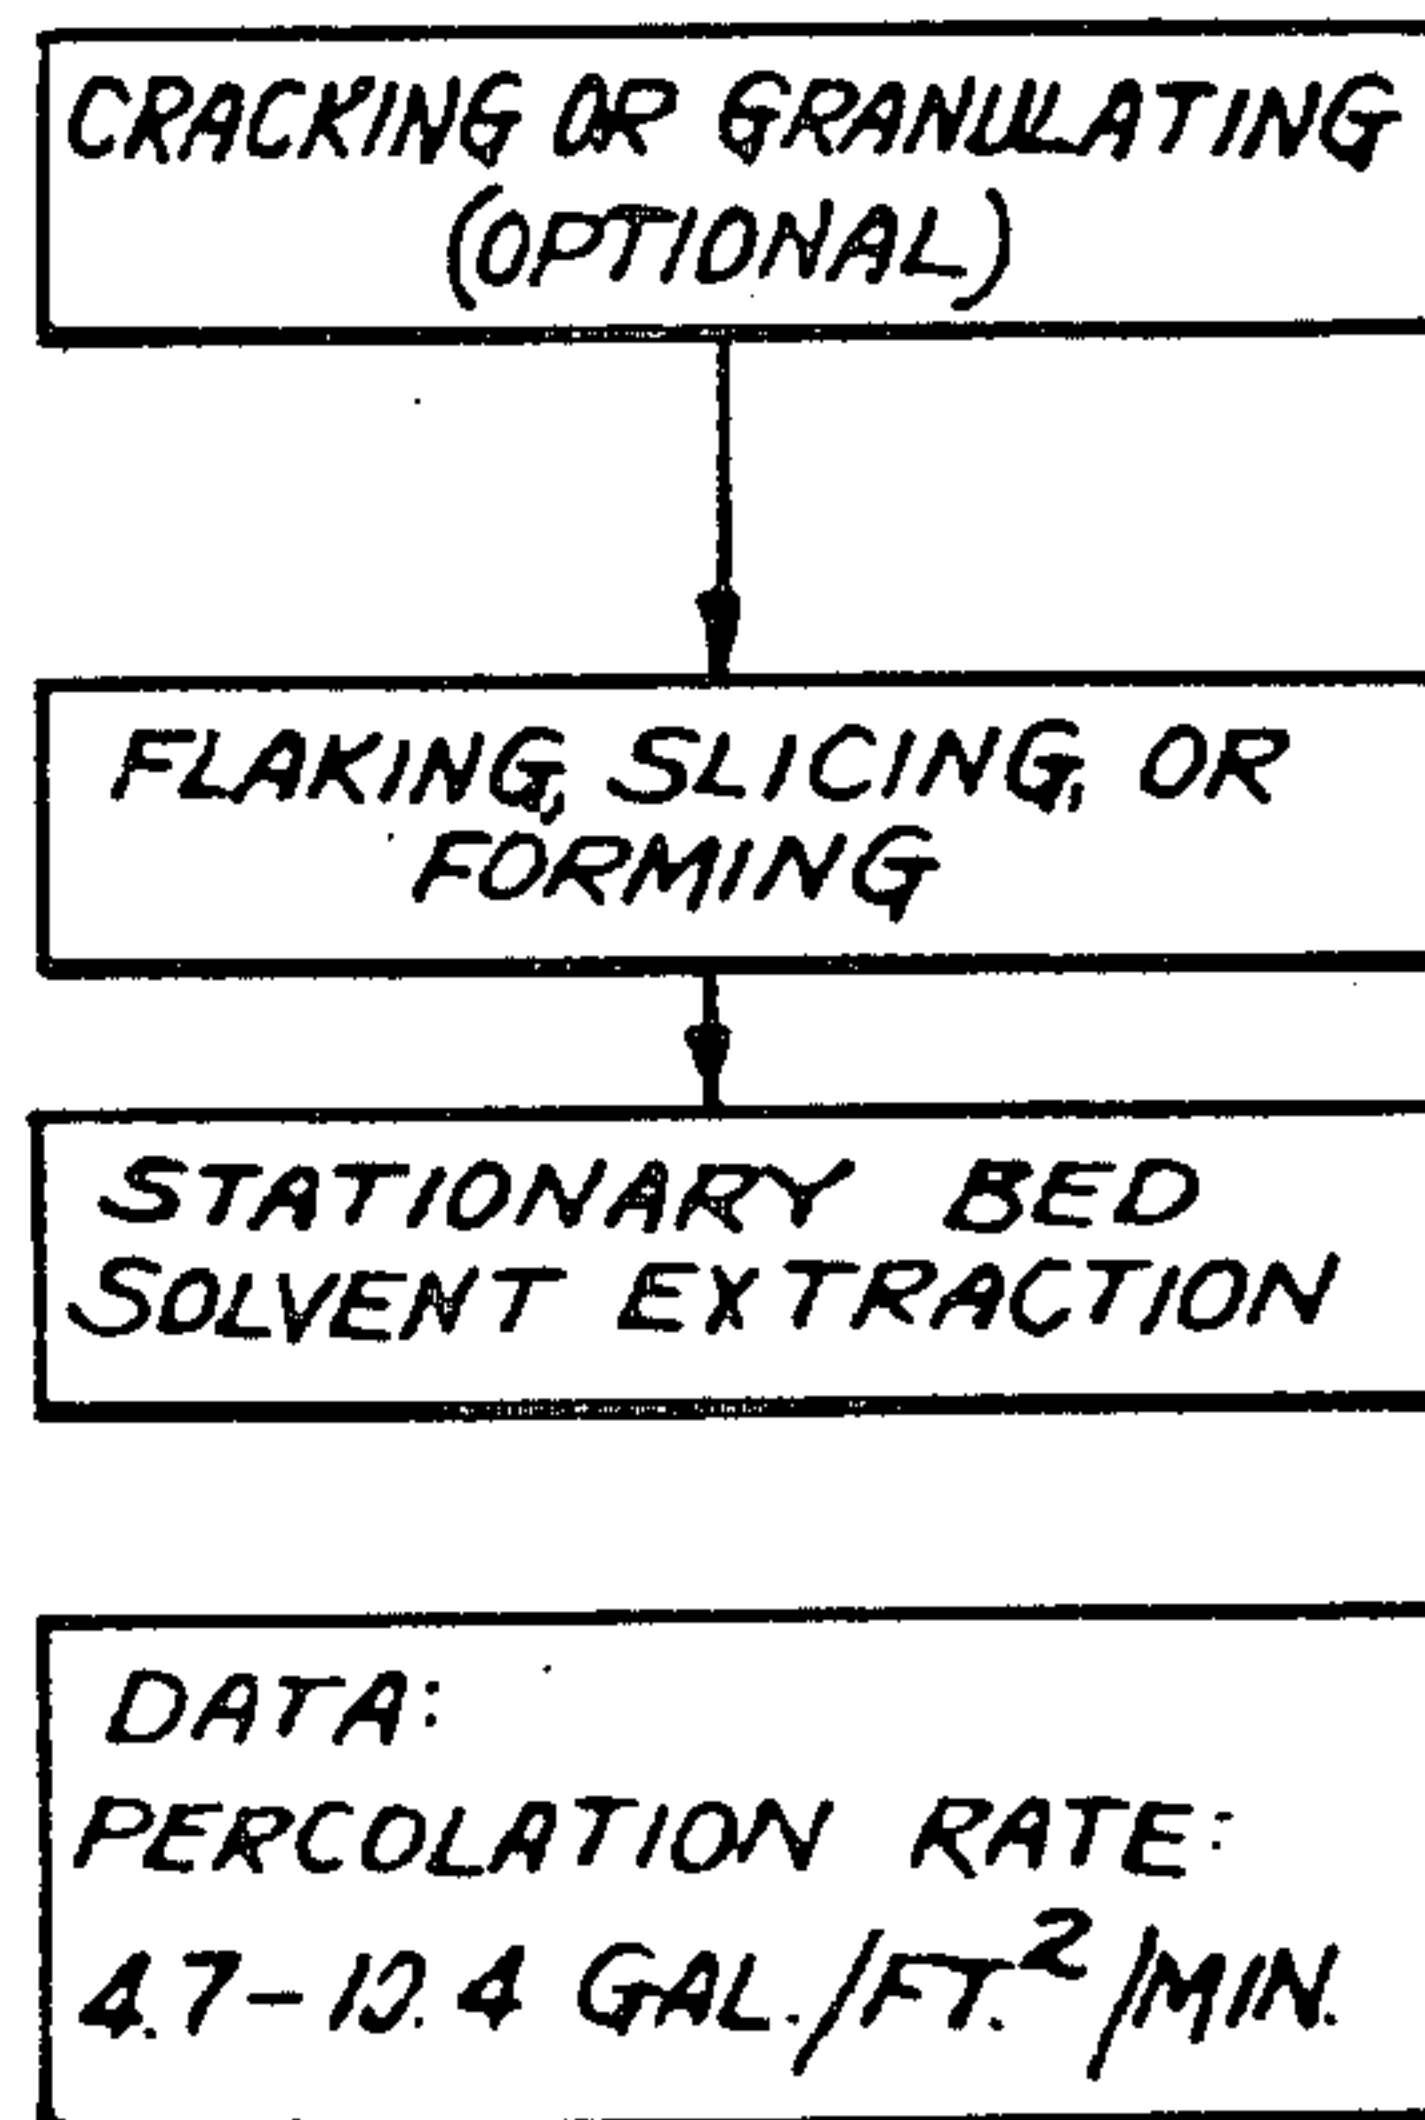 CRACKING OR GRANULATING
(OPTIONAL)
FLAKING, SLICING, OR
FORMING
STATIONARY BED
SOLVENT EXTRACTION
DATA:
PERCOLATION RATE:
4.7-10.4 GAL./FT.²/MIN.